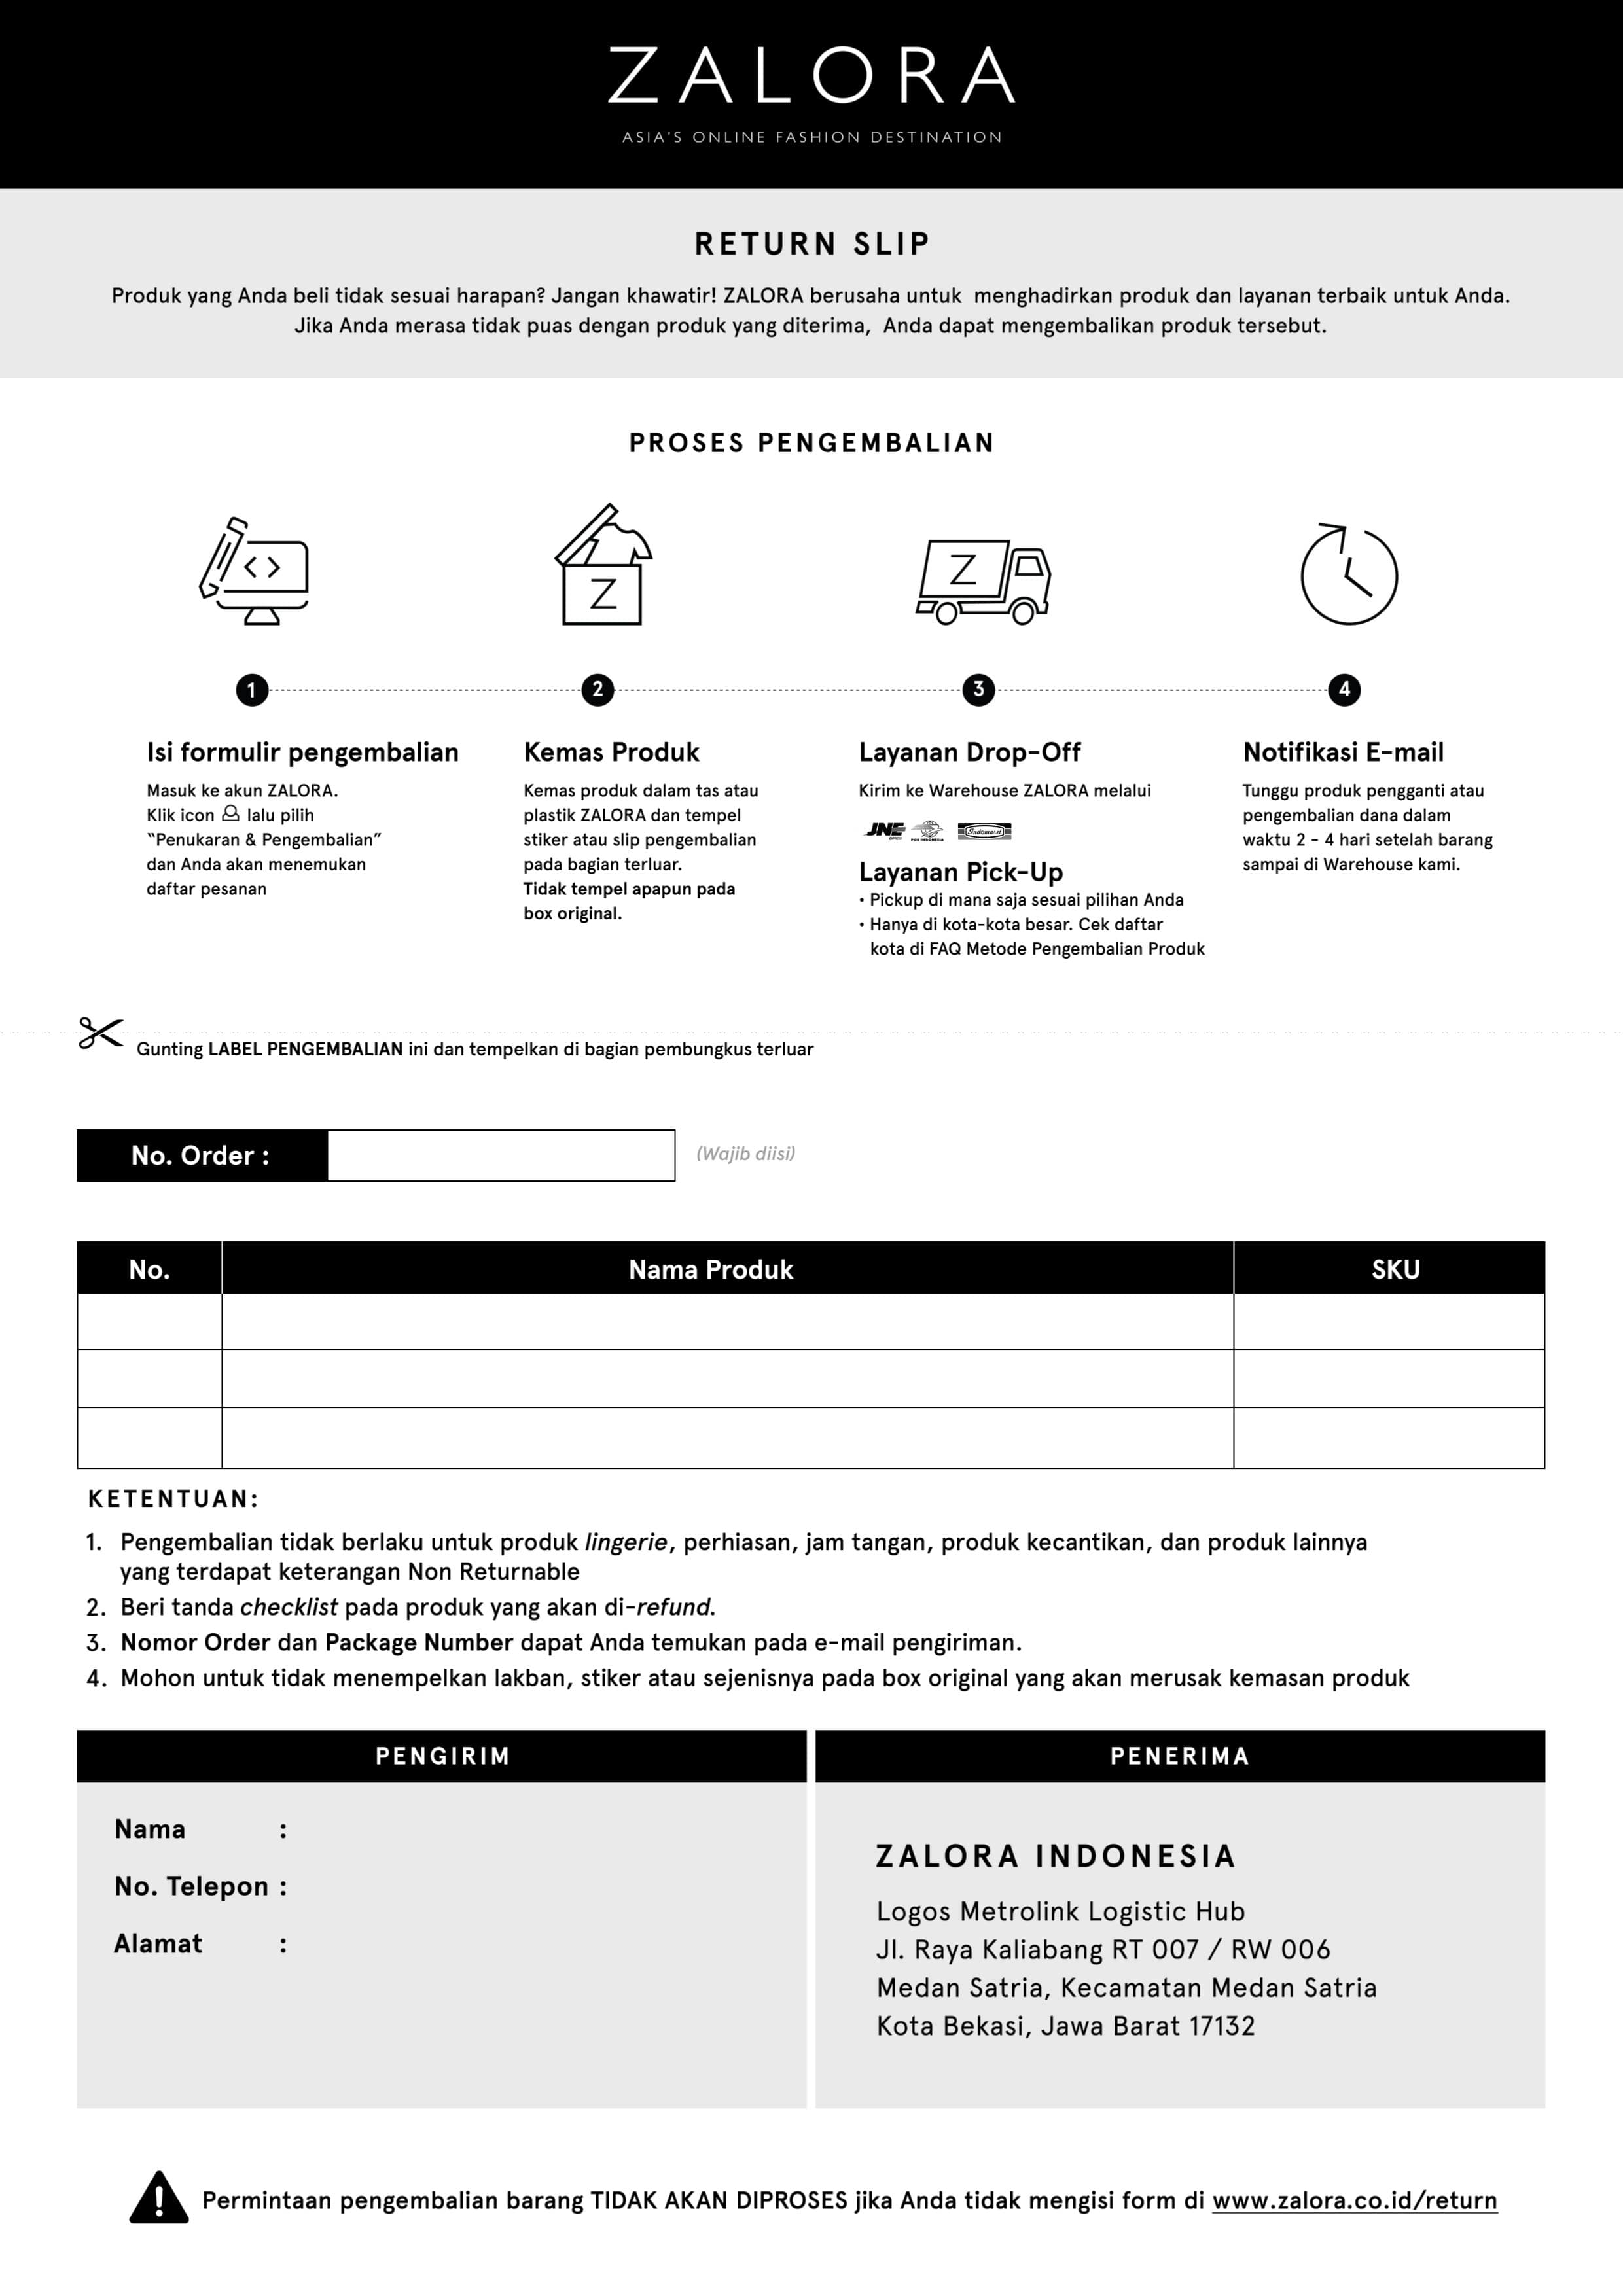 ZALORA
ASIA'S ONLINE FASHION DESTINATION
RETURN SLIP
Produk yang Anda beli tidak sesuai harapan? Jangan khawatir! ZALORA berusaha untuk menghadirkan produk dan layanan terbaik untuk Anda.
Jika Anda merasa tidak puas dengan produk yang diterima, Anda dapat mengembalikan produk tersebut.
PROSES PENGEMBALIAN
Z
Z
1
2
3
4
Isi formulir pengembalian
Masuk ke akun ZALORA.
Klik icon lalu pilih
“Penukaran & Pengembalian”
dan Anda akan menemukan
daftar pesanan
Kemas Produk
Kemas produk dalam tas atau
plastik ZALORA dan tempel
stiker atau slip pengembalian
pada bagian terluar.
Tidak tempel apapun pada
box original.
Layanan Drop-Off
Kirim ke Warehouse ZALORA melalui
JNE EXPRESS POS INDONESIA Indomaret
Layanan Pick-Up
• Pickup di mana saja sesuai pilihan Anda
• Hanya di kota-kota besar. Cek daftar
kota di FAQ Metode Pengembalian Produk
Notifikasi E-mail
Tunggu produk pengganti atau
pengembalian dana dalam
waktu 2 - 4 hari setelah barang
sampai di Warehouse kami.
Gunting LABEL PENGEMBALIAN ini dan tempelkan di bagian pembungkus terluar
No. Order : (Wajib diisi)
No. Nama Produk SKU
KETENTUAN:
1. Pengembalian tidak berlaku untuk produk lingerie, perhiasan, jam tangan, produk kecantikan, dan produk lainnya
yang terdapat keterangan Non Returnable
2. Beri tanda checklist pada produk yang akan di-refund.
3. Nomor Order dan Package Number dapat Anda temukan pada e-mail pengiriman.
4. Mohon untuk tidak menempelkan lakban, stiker atau sejenisnya pada box original yang akan merusak kemasan produk
PENGIRIM
Nama :
No. Telepon :
Alamat :
PENERIMA
ZALORA INDONESIA
Logos Metrolink Logistic Hub
Jl. Raya Kaliabang RT 007 / RW 006
Medan Satria, Kecamatan Medan Satria
Kota Bekasi, Jawa Barat 17132
Permintaan pengembalian barang TIDAK AKAN DIPROSES jika Anda tidak mengisi form di www.zalora.co.id/return